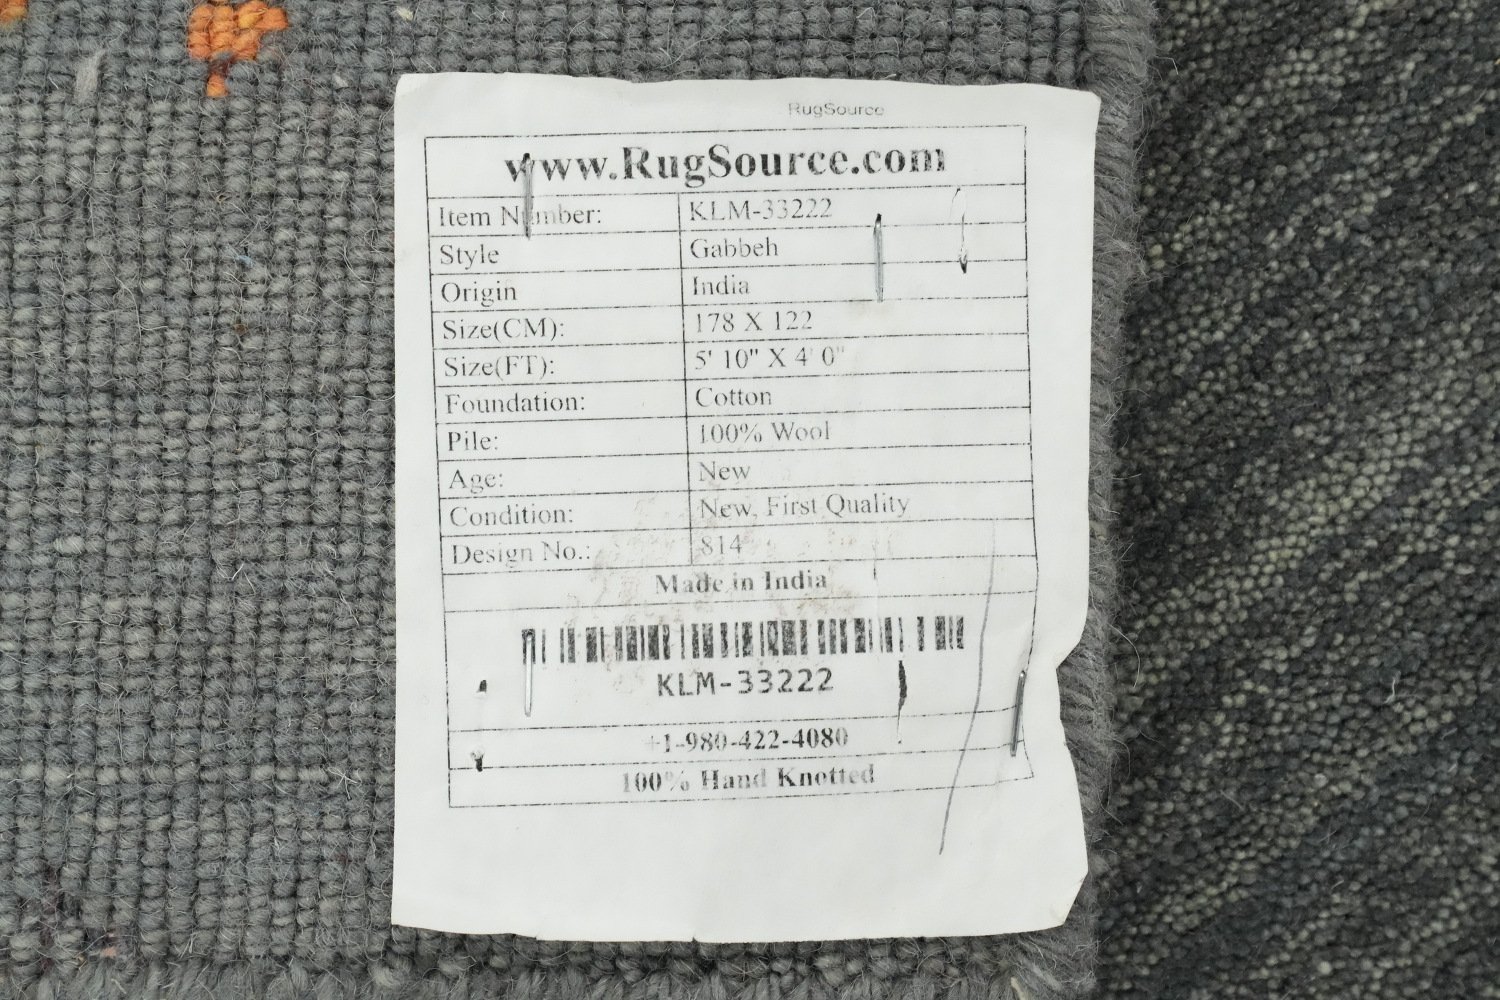 RugSource
www.RugSource.com
Item Number: KLM-33222
Style Gabbeh
Origin India
Size(CM): 178 X 122
Size(FT): 5' 10" X 4' 0"
Foundation: Cotton
Pile: 100% Wool
Age: New
Condition: New, First Quality
Design No.: 814
Made in India
KLM-33222
+1-980-422-4080
100% Hand Knotted